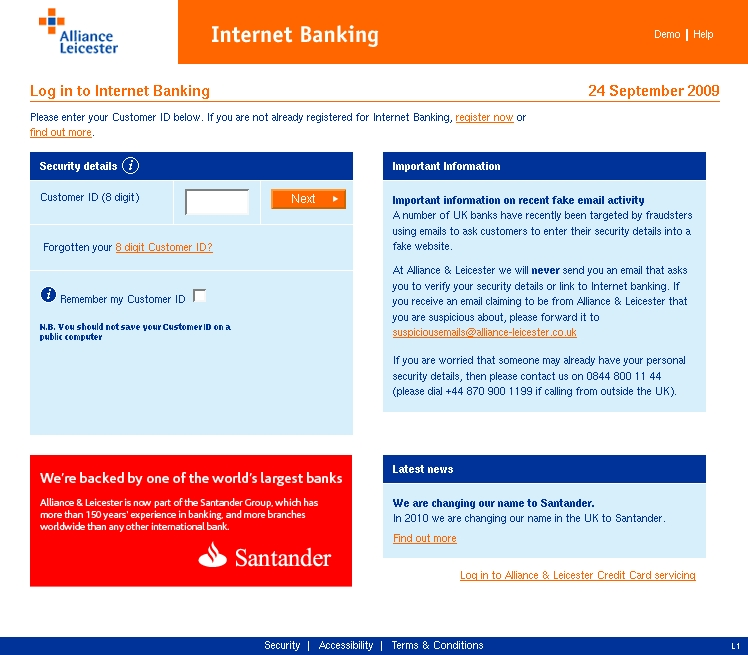 Alliance
Leicester
Internet Banking
Demo | Help
Log in to Internet Banking
24 September 2009
Please enter your Customer ID below. If you are not already registered for Internet Banking, register now or
find out more.
Security details i
Customer ID (8 digit)
Next
Forgotten your 8 digit Customer ID?
i Remember my Customer ID
N.B. You should not save your Customer ID on a
public computer
Important Information
Important information on recent fake email activity
A number of UK banks have recently been targeted by fraudsters
using emails to ask customers to enter their security details into a
fake website.
At Alliance & Leicester we will never send you an email that asks
you to verify your security details or link to Internet banking. If
you receive an email claiming to be from Alliance & Leicester that
you are suspicious about, please forward it to
suspiciousemails@alliance-leicester.co.uk
If you are worried that someone may already have your personal
security details, then please contact us on 0844 800 11 44
(please dial +44 870 900 1199 if calling from outside the UK).
We're backed by one of the world's largest banks
Alliance & Leicester is now part of the Santander Group, which has
more than 150 years' experience in banking, and more branches
worldwide than any other international bank.
Santander
Latest news
We are changing our name to Santander.
In 2010 we are changing our name in the UK to Santander.
Find out more
Log in to Alliance & Leicester Credit Card servicing
Security | Accessibility | Terms & Conditions
L1